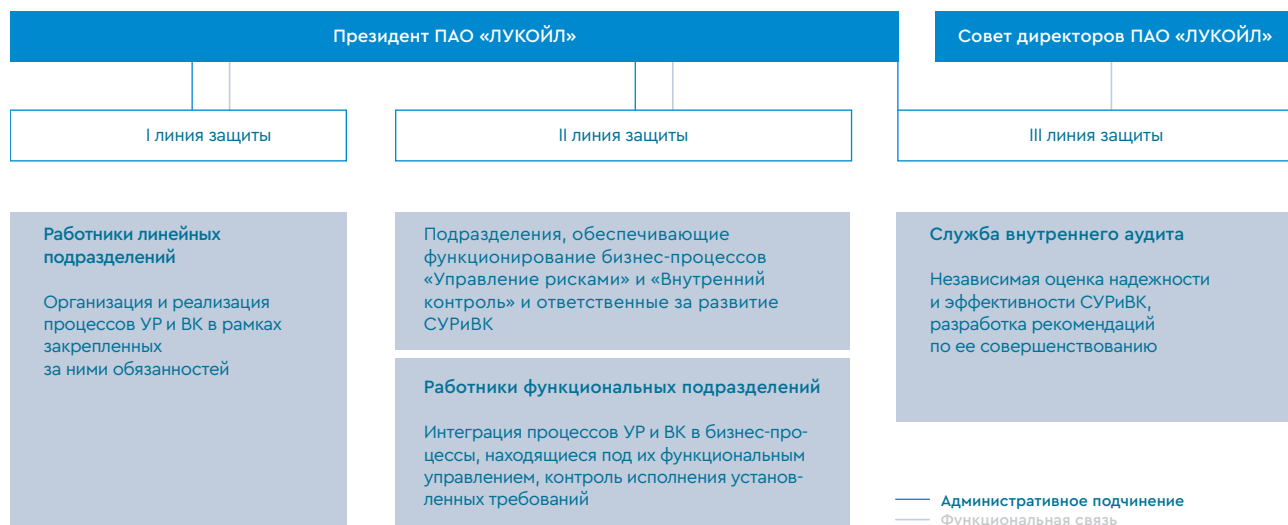 Президент ПАО «ЛУКОЙЛ»
Совет директоров ПАО «ЛУКОЙЛ»
I линия защиты
II линия защиты
III линия защиты
Работники линейных
подразделений
Организация и реализация
процессов УР и ВК в рамках
закрепленных
за ними обязанностей
Подразделения, обеспечивающие
функционирование бизнес-процессов
«Управление рисками» и «Внутренний
контроль» и ответственные за развитие
СУРиВК
Работники функциональных подразделений
Интеграция процессов УР и ВК в бизнес-про-
цессы, находящиеся под их функциональным
управлением, контроль исполнения установ-
ленных требований
Служба внутреннего аудита
Независимая оценка надежности
и эффективности СУРиВК,
разработка рекомендаций
по ее совершенствованию
Административное подчинение
Функциональная связь